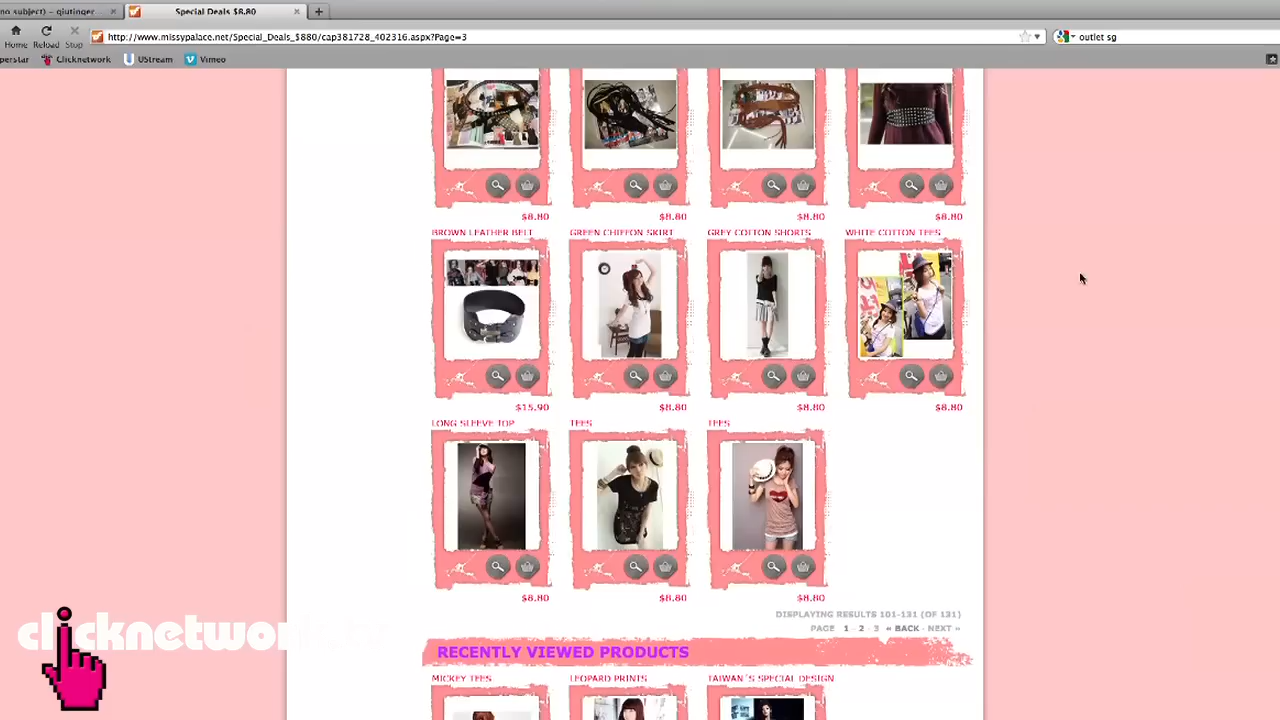 no subject) – qiutinger
Special Deals $8.80
Home Reload Stop
http://www.missypalace.net/Special_Deals_$880/cap381728_402316.aspx?Page=3
outlet sg
perstar Clicknetwork UStream Vimeo
$8.80 $8.80 $8.80 $8.80
BROWN LEATHER BELT GREEN CHIFFON SKIRT GREY COTTON SHORTS WHITE COTTON TEES
$15.90 $8.80 $8.80 $8.80
LONG SLEEVE TOP TEES TEES
$8.80 $8.80 $8.80
DISPLAYING RESULTS 101-131 (OF 131)
PAGE 1 - 2 - 3 « BACK · NEXT »
RECENTLY VIEWED PRODUCTS
MICKEY TEES LEOPARD PRINTS TAIWAN´S SPECIAL DESIGN